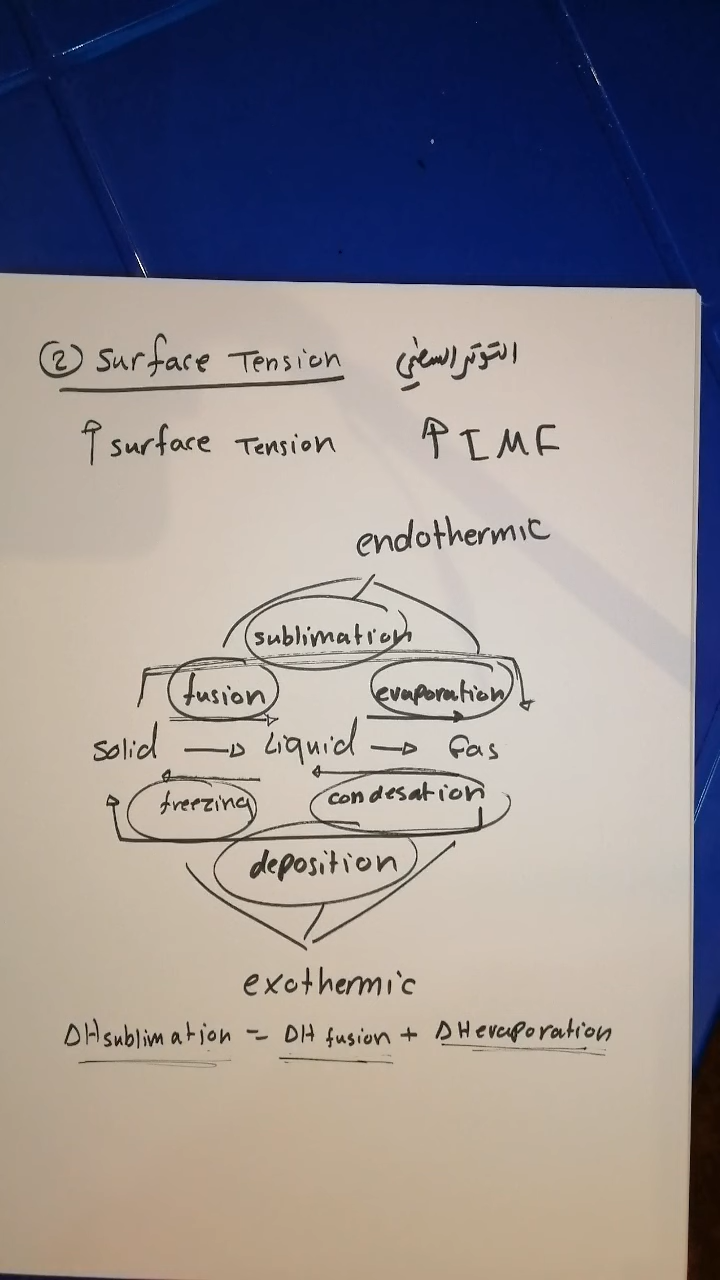 ② Surface Tension التوتر السطحي
↑ surface Tension ↑ IMF
endothermic
sublimation
fusion evaporation
Solid → Liquid → Gas
freezing condesation
deposition
exothermic
ΔH sublimation = ΔH fusion + ΔH evaporation